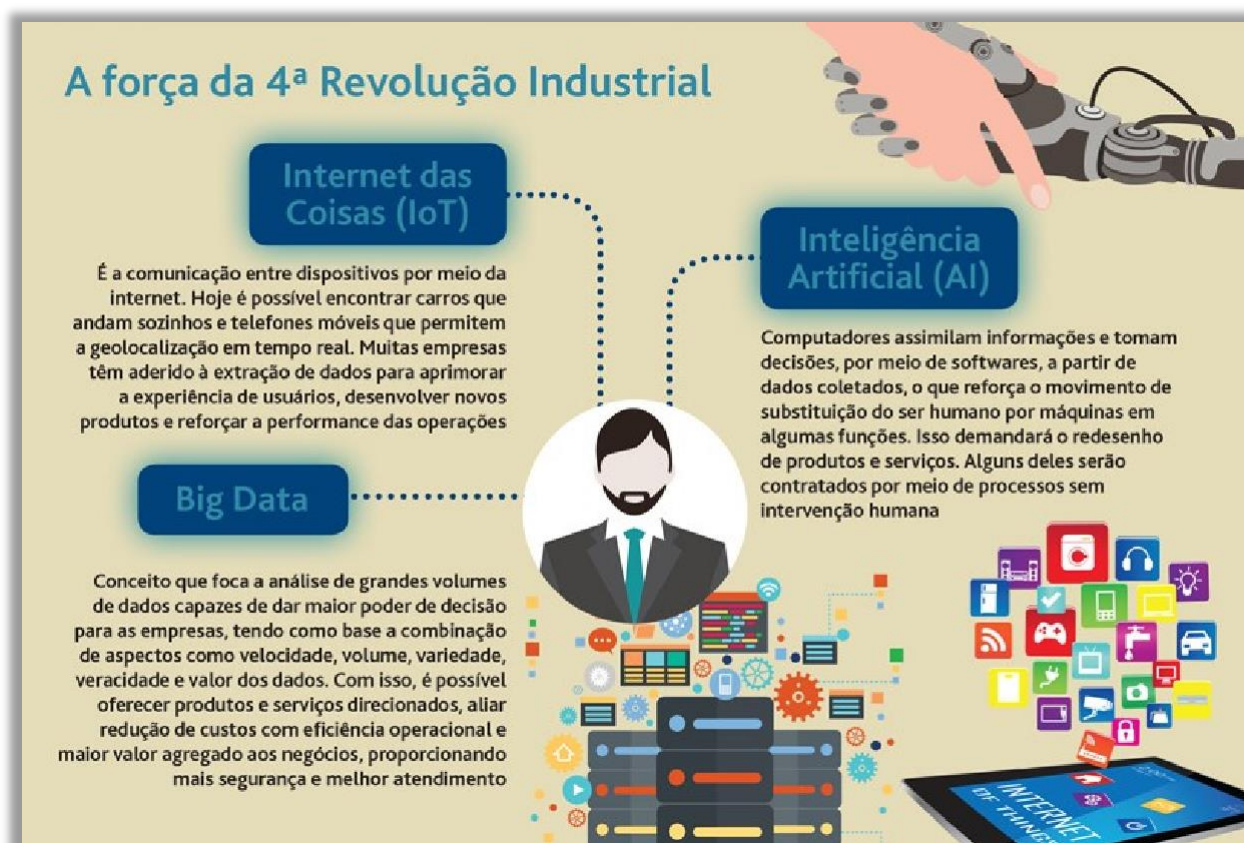 A força da 4ª Revolução Industrial
Internet das
Coisas (IoT)
É a comunicação entre dispositivos por meio da
internet. Hoje é possível encontrar carros que
andam sozinhos e telefones móveis que permitem
a geolocalização em tempo real. Muitas empresas
têm aderido à extração de dados para aprimorar
a experiência de usuários, desenvolver novos
produtos e reforçar a performance das operações
Big Data
Conceito que foca a análise de grandes volumes
de dados capazes de dar maior poder de decisão
para as empresas, tendo como base a combinação
de aspectos como velocidade, volume, variedade,
veracidade e valor dos dados. Com isso, é possível
oferecer produtos e serviços direcionados, aliar
redução de custos com eficiência operacional e
maior valor agregado aos negócios, proporcionando
mais segurança e melhor atendimento
Inteligência
Artificial (AI)
Computadores assimilam informações e tomam
decisões, por meio de softwares, a partir de
dados coletados, o que reforça o movimento de
substituição do ser humano por máquinas em
algumas funções. Isso demandará o redesenho
de produtos e serviços. Alguns deles serão
contratados por meio de processos sem
intervenção humana
INTERNET
OF THINGS